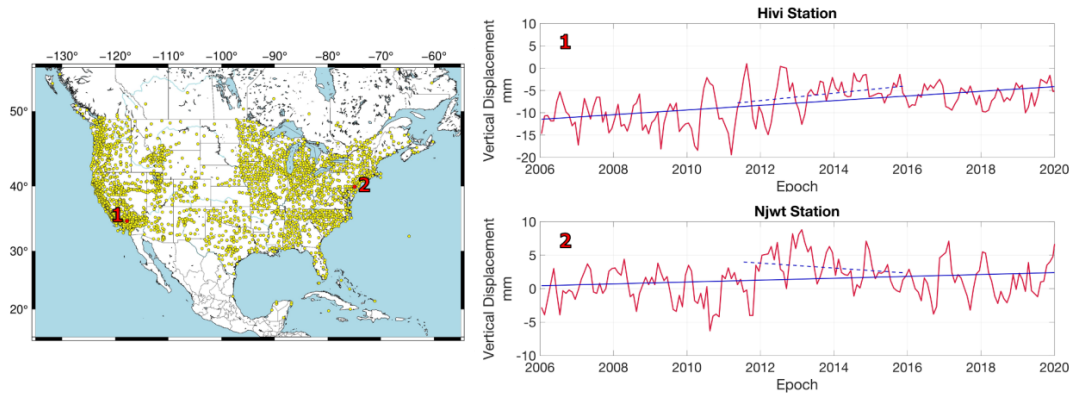 −130° −120° −110° −100° −90° −80° −70° −60°
50°
40°
30°
20°
1
2
Hivi Station
1
Vertical Displacement
mm
10
5
0
-5
-10
-15
-20
2006 2008 2010 2012 2014 2016 2018 2020
Epoch
Njwt Station
2
Vertical Displacement
mm
10
5
0
-5
-10
2006 2008 2010 2012 2014 2016 2018 2020
Epoch